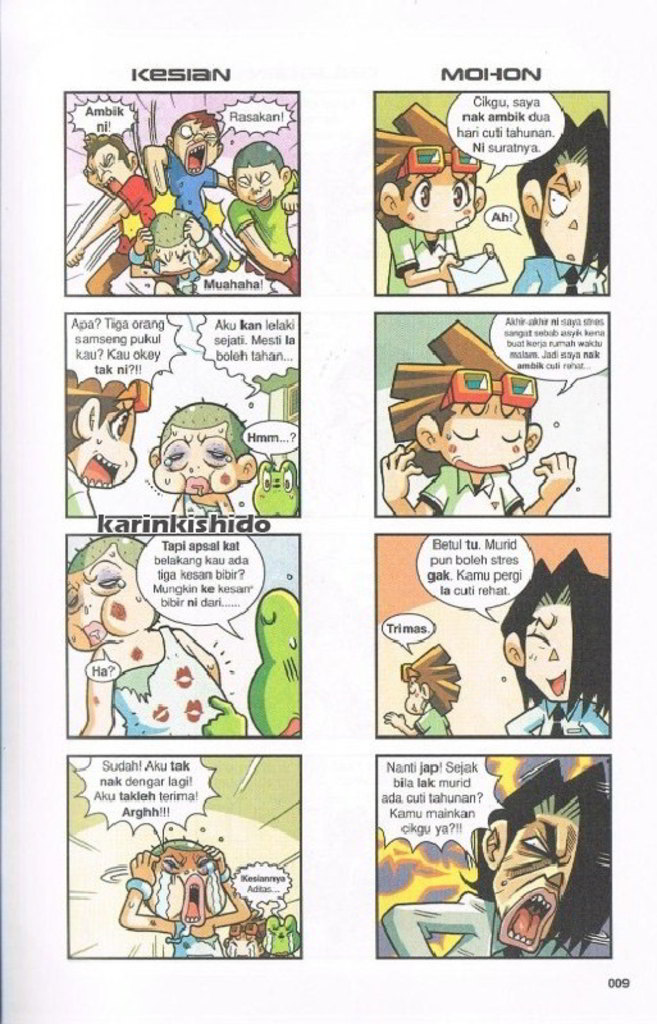 KESIAN
Ambik
ni!
Rasakan!
Muahaha!
Apa? Tiga orang
samseng pukul
kau? Kau okey
tak ni?!!
Aku kan lelaki
sejati. Mesti la
boleh tahan...
Hmm...?
karinkishido
Tapi apsal kat
belakang kau ada
tiga kesam bibir?
Mungkin ke kesam
bibir ni dari......
Ha?
Sudah! Aku tak
nak dengar lagi!
Aku takleh terima!
Arghh!!!
Kesiannya
Aditas...
MOHON
Cikgu, saya
nak ambik dua
hari cuti tahunan.
Ni suratnya.
Ah!
Akhir-akhir ni saya stres
sangat sebab asyik kena
buat kerja rumah waktu
malam. Jadi saya nak
ambik cuti rehat...
Betul tu. Murid
pun boleh stres
gak. Kamu pergi
la cuti rehat.
Trimas.
Nanti jap! Sejak
bila lak murid
ada cuti tahunan?
Kamu mainkan
cikgu ya?!!
009